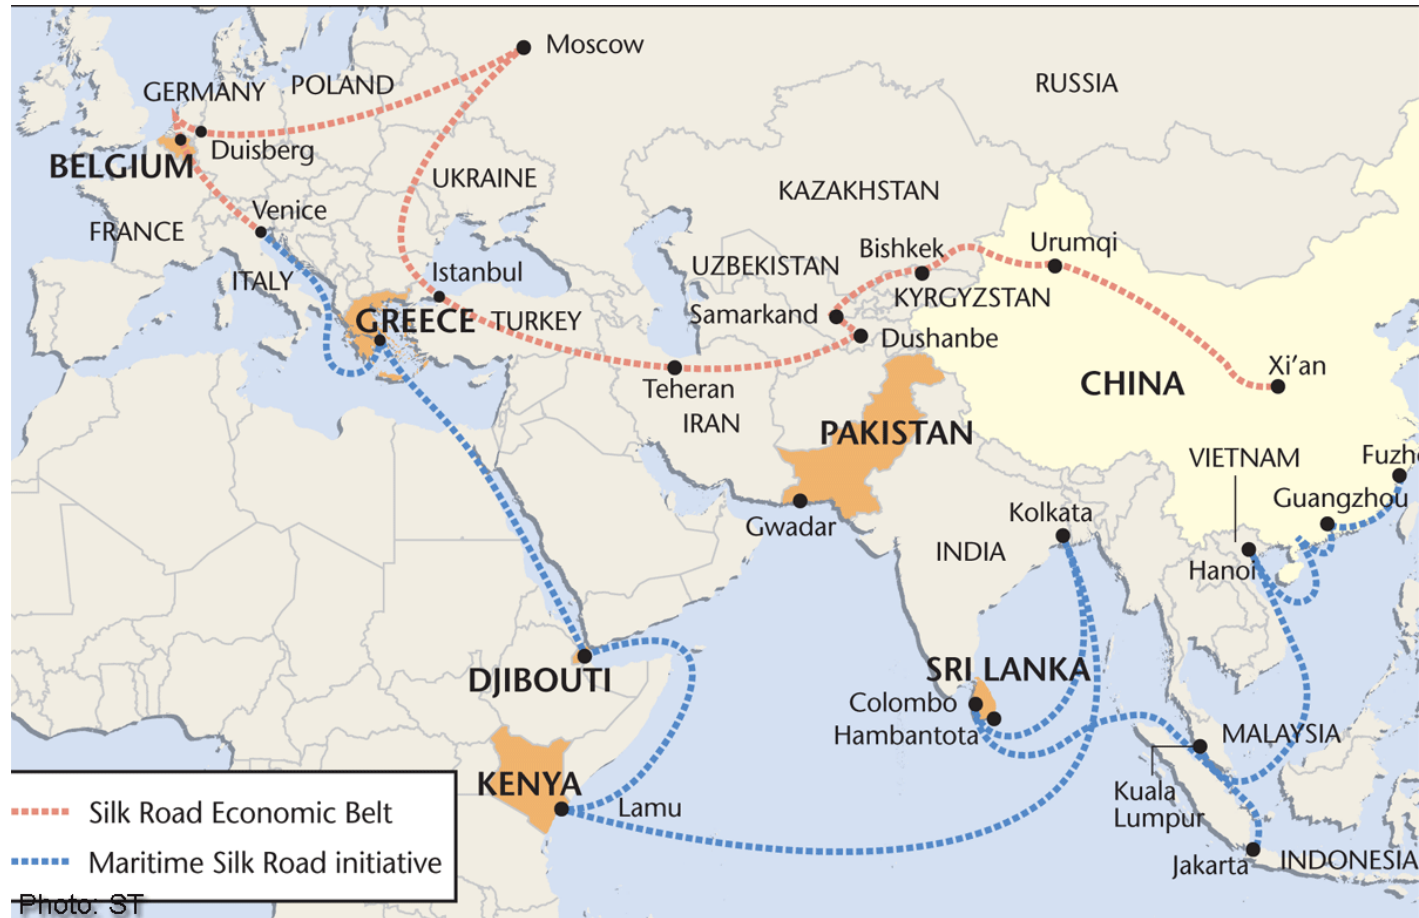 Moscow
RUSSIA
GERMANY
POLAND
Duisberg
BELGIUM
UKRAINE
KAZAKHSTAN
Venice
FRANCE
Bishkek
Urumqi
ITALY
Istanbul
UZBEKISTAN
KYRGYZSTAN
GREECE
TURKEY
Samarkand
Dushanbe
Xi'an
Teheran
CHINA
IRAN
PAKISTAN
VIETNAM
Fuzho
Guangzhou
Gwadar
Kolkata
INDIA
Hanoi
SRI LANKA
DJIBOUTI
Colombo
Hambantota
MALAYSIA
KENYA
Lamu
Kuala
Lumpur
Jakarta
INDONESIA
Silk Road Economic Belt
Maritime Silk Road initiative
Photo: ST